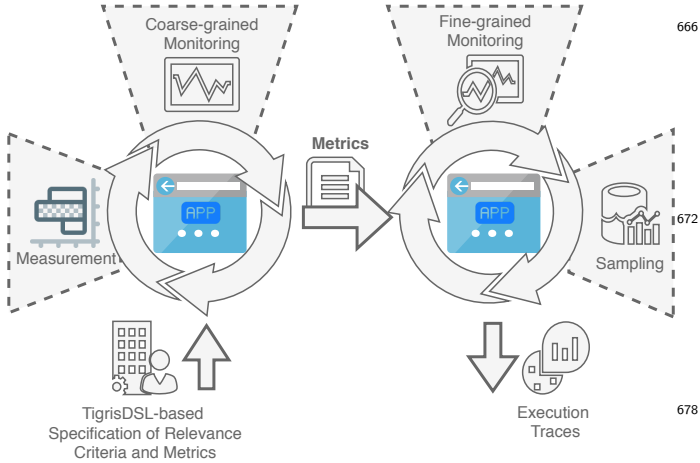 Coarse-grained
Monitoring
Fine-grained
Monitoring
666
Metrics
APP
APP
Measurement
672
Sampling
TigrisDSL-based
Specification of Relevance
Criteria and Metrics
Execution
Traces
678